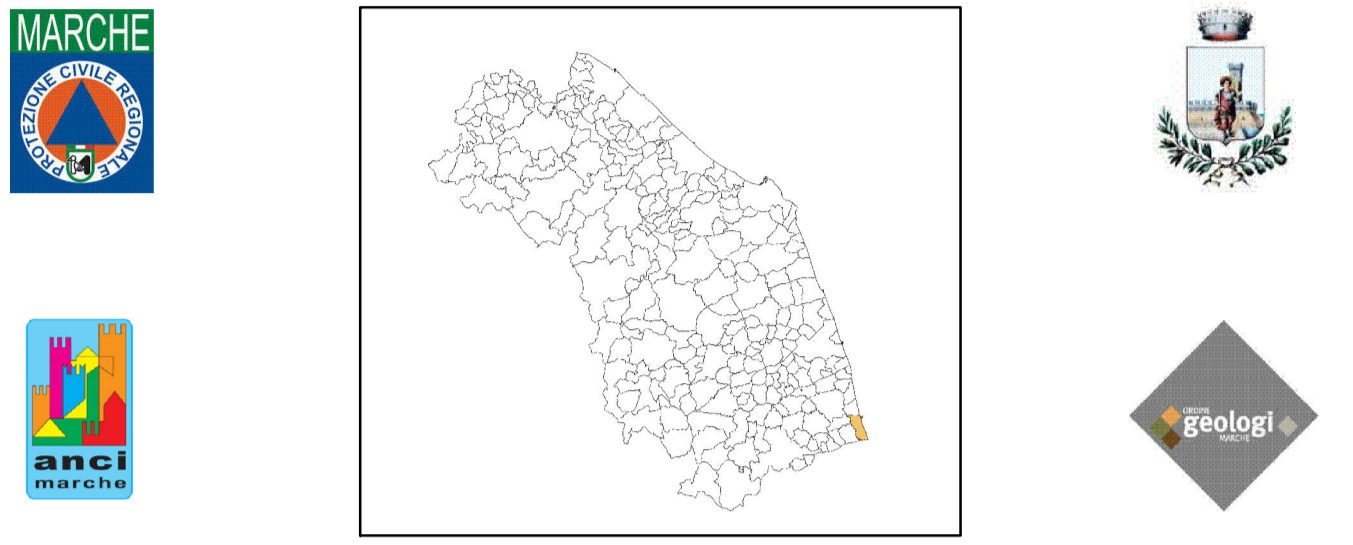 MARCHE
PROTEZIONE CIVILE REGIONALE
anci
marche
ORDINE
geologi
MARCHE